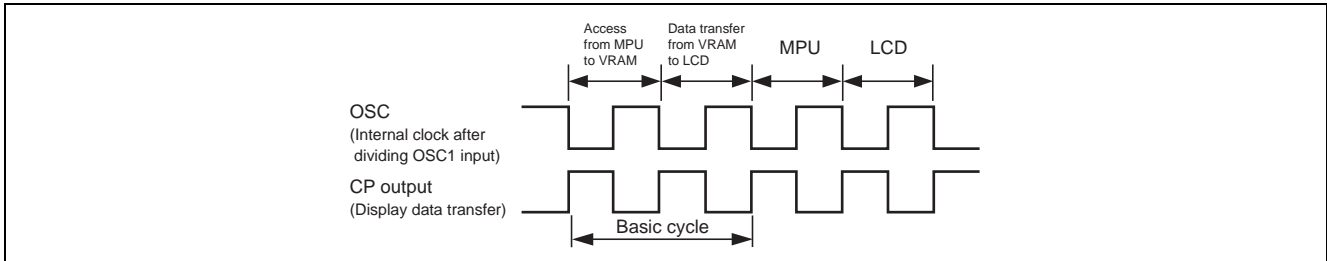 Access
from MPU
to VRAM
Data transfer
from VRAM
to LCD
MPU
LCD
OSC
(Internal clock after
dividing OSC1 input)
CP output
(Display data transfer)
Basic cycle